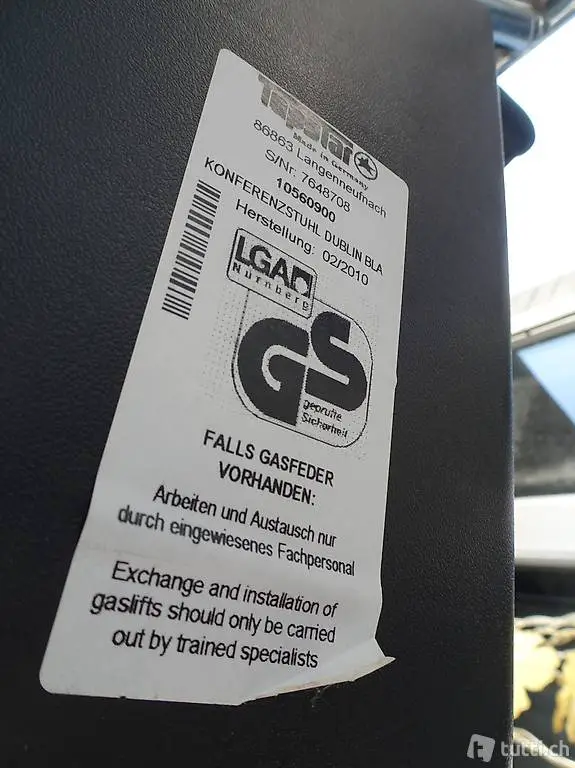 TopStar
Made in Germany
86863 Langenneufnach
S/Nr: 7648708
10560900
KONFERENZSTUHL DUBLIN BLA
Herstellung: 02/2010
LGA
Nürnberg
GS
geprüfte
Sicherheit
FALLS GASFEDER
VORHANDEN:
Arbeiten und Austausch nur
durch eingewiesenes Fachpersonal
Exchange and installation of
gaslifts should only be carried
out by trained specialists
tutti.ch